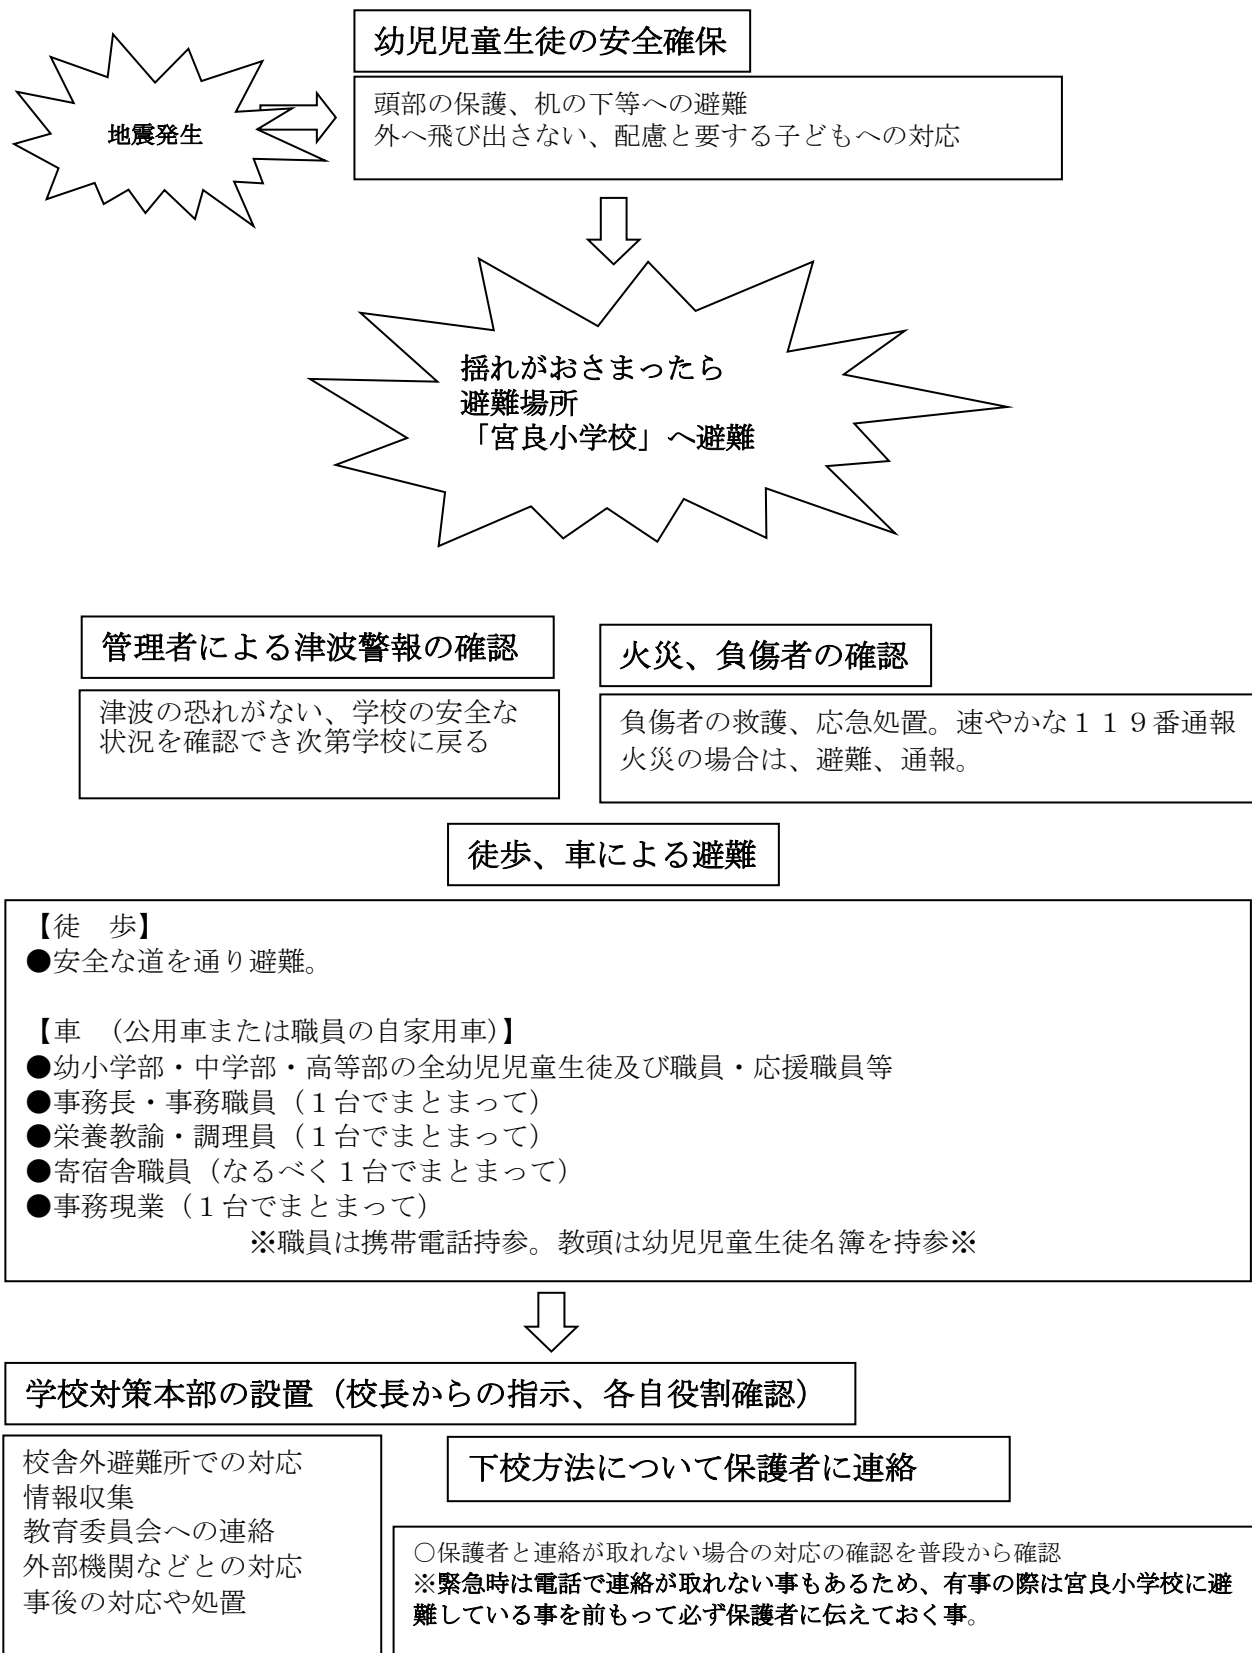 幼児児童生徒の安全確保
地震発生
頭部の保護、机の下等への避難
外へ飛び出さない、配慮と要する子どもへの対応
揺れがおさまったら
避難場所
「宮良小学校」へ避難
管理者による津波警報の確認
津波の恐れがない、学校の安全な
状況を確認でき次第学校に戻る
火災、負傷者の確認
負傷者の救護、応急処置。速やかな１１９番通報
火災の場合は、避難、通報。
徒歩、車による避難
【徒　歩】
●安全な道を通り避難。
【車　（公用車または職員の自家用車）】
●幼小学部・中学部・高等部の全幼児児童生徒及び職員・応援職員等
●事務長・事務職員（１台でまとまって）
●栄養教諭・調理員（１台でまとまって）
●寄宿舎職員（なるべく１台でまとまって）
●事務現業（１台でまとまって）
※職員は携帯電話持参。教頭は幼児児童生徒名簿を持参※
学校対策本部の設置（校長からの指示、各自役割確認）
校舎外避難所での対応
情報収集
教育委員会への連絡
外部機関などとの対応
事後の対応や処置
下校方法について保護者に連絡
○保護者と連絡が取れない場合の対応の確認を普段から確認
※緊急時は電話で連絡が取れない事もあるため、有事の際は宮良小学校に避
難している事を前もって必ず保護者に伝えておく事。